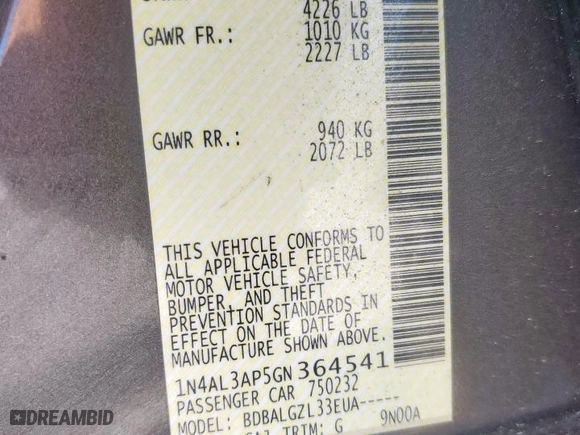 4226 LB
GAWR FR.: 1010 KG
2227 LB
GAWR RR.: 940 KG
2072 LB
THIS VEHICLE CONFORMS TO
ALL APPLICABLE FEDERAL
MOTOR VEHICLE SAFETY,
BUMPER, AND THEFT
PREVENTION STANDARDS IN
EFFECT ON THE DATE OF
MANUFACTURE SHOWN ABOVE.
1N4AL3AP5GN364541
PASSENGER CAR 750232
MODEL: BDBALGZL33EUA-----
TRIM: G 9N00A
DREAMBID